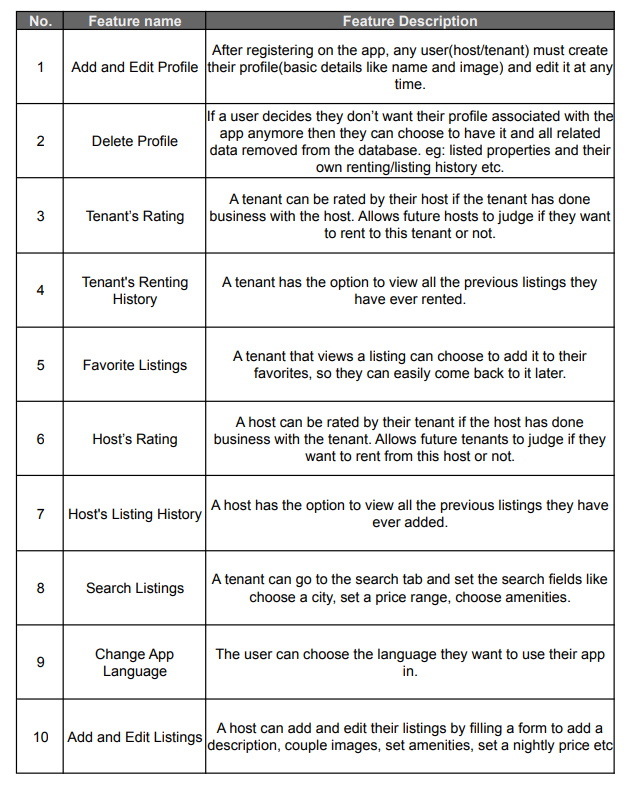 No. Feature name Feature Description
1 Add and Edit Profile After registering on the app, any user(host/tenant) must create
their profile(basic details like name and image) and edit it at any
time.
2 Delete Profile If a user decides they don’t want their profile associated with the
app anymore then they can choose to have it and all related
data removed from the database. eg: listed properties and their
own renting/listing history etc.
3 Tenant’s Rating A tenant can be rated by their host if the tenant has done
business with the host. Allows future hosts to judge if they want
to rent to this tenant or not.
4 Tenant's Renting
History
A tenant has the option to view all the previous listings they
have ever rented.
5 Favorite Listings A tenant that views a listing can choose to add it to their
favorites, so they can easily come back to it later.
6 Host’s Rating A host can be rated by their tenant if the host has done
business with the tenant. Allows future tenants to judge if they
want to rent from this host or not.
7 Host's Listing History A host has the option to view all the previous listings they have
ever added.
8 Search Listings A tenant can go to the search tab and set the search fields like
choose a city, set a price range, choose amenities.
9 Change App
Language
The user can choose the language they want to use their app
in.
10 Add and Edit Listings A host can add and edit their listings by filling a form to add a
description, couple images, set amenities, set a nightly price etc